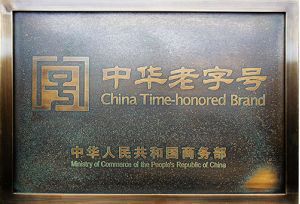 中华老字号
China Time-honored Brand
中华人民共和国商务部
Ministry of Commerce of the People's Republic of China